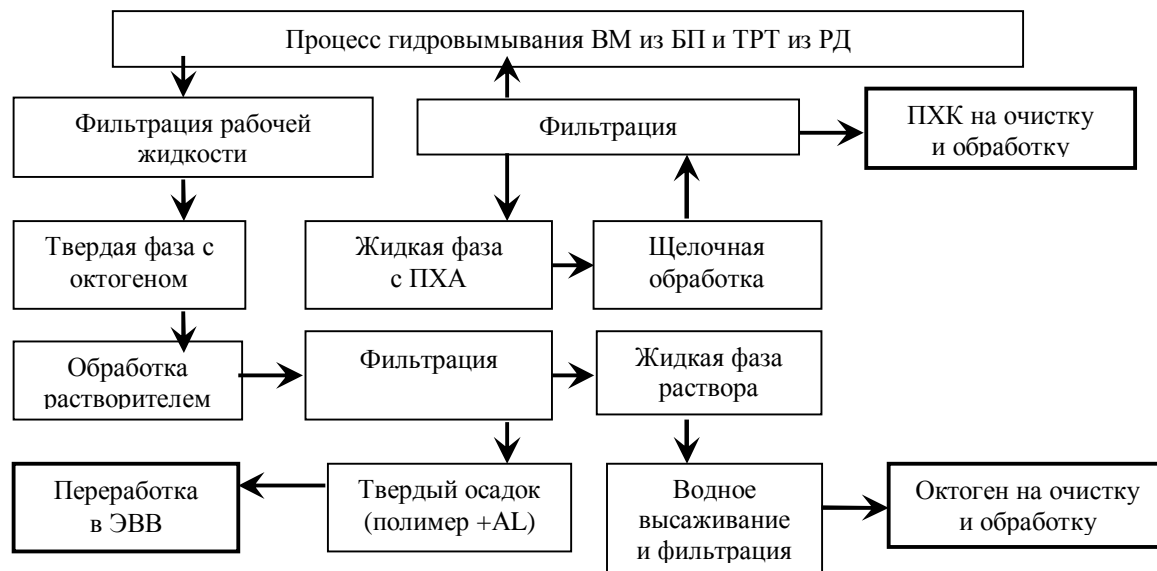 Процесс гидровымывания ВМ из БП и ТРТ из РД
Фильтрация рабочей
жидкости
Фильтрация
ПХК на очистку
и обработку
Твердая фаза с
октогеном
Жидкая фаза
с ПХА
Щелочная
обработка
Обработка
растворителем
Фильтрация
Жидкая фаза
раствора
Переработка
в ЭВВ
Твердый осадок
(полимер +AL)
Водное
высаживание
и фильтрация
Октоген на очистку
и обработку